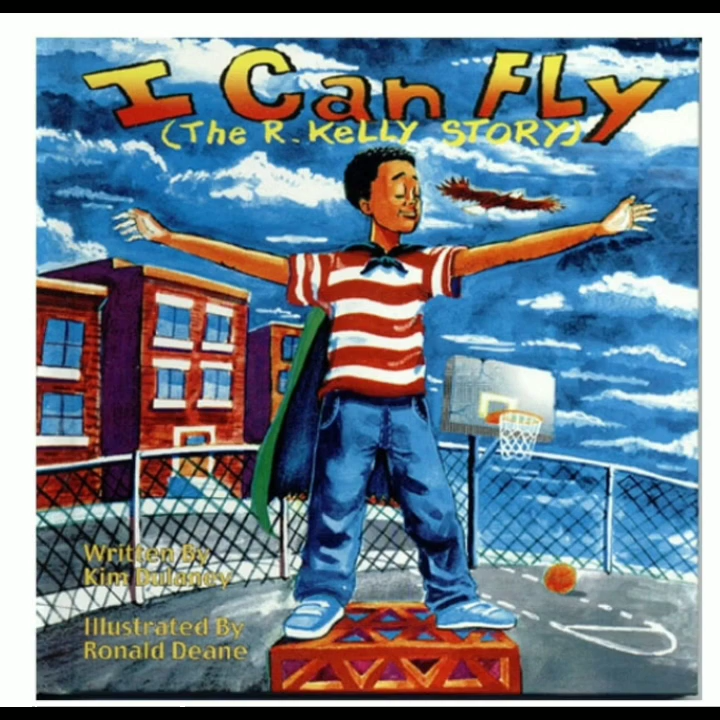 I Can FLy
(The R. KeLLY STORY)
Written By
Kim Dulaney
Illustrated By
Ronald Deane